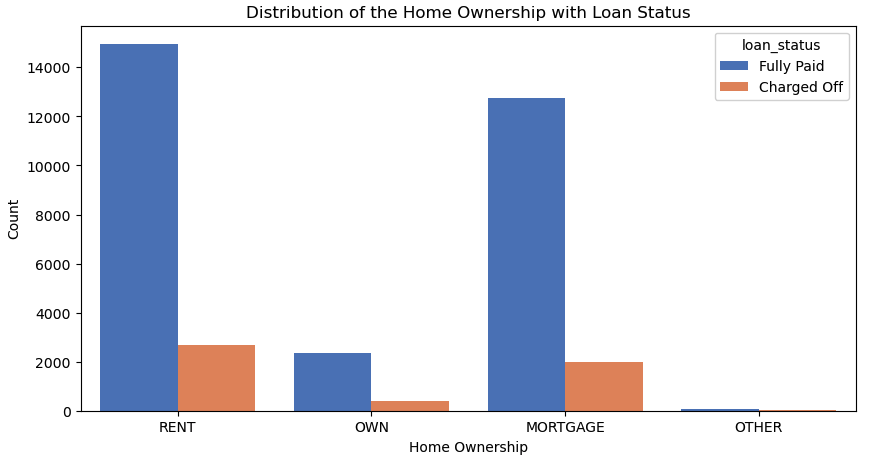 Distribution of the Home Ownership with Loan Status
loan_status
Fully Paid
Charged Off
14000
12000
10000
8000
6000
4000
2000
0
Count
RENT OWN MORTGAGE OTHER
Home Ownership